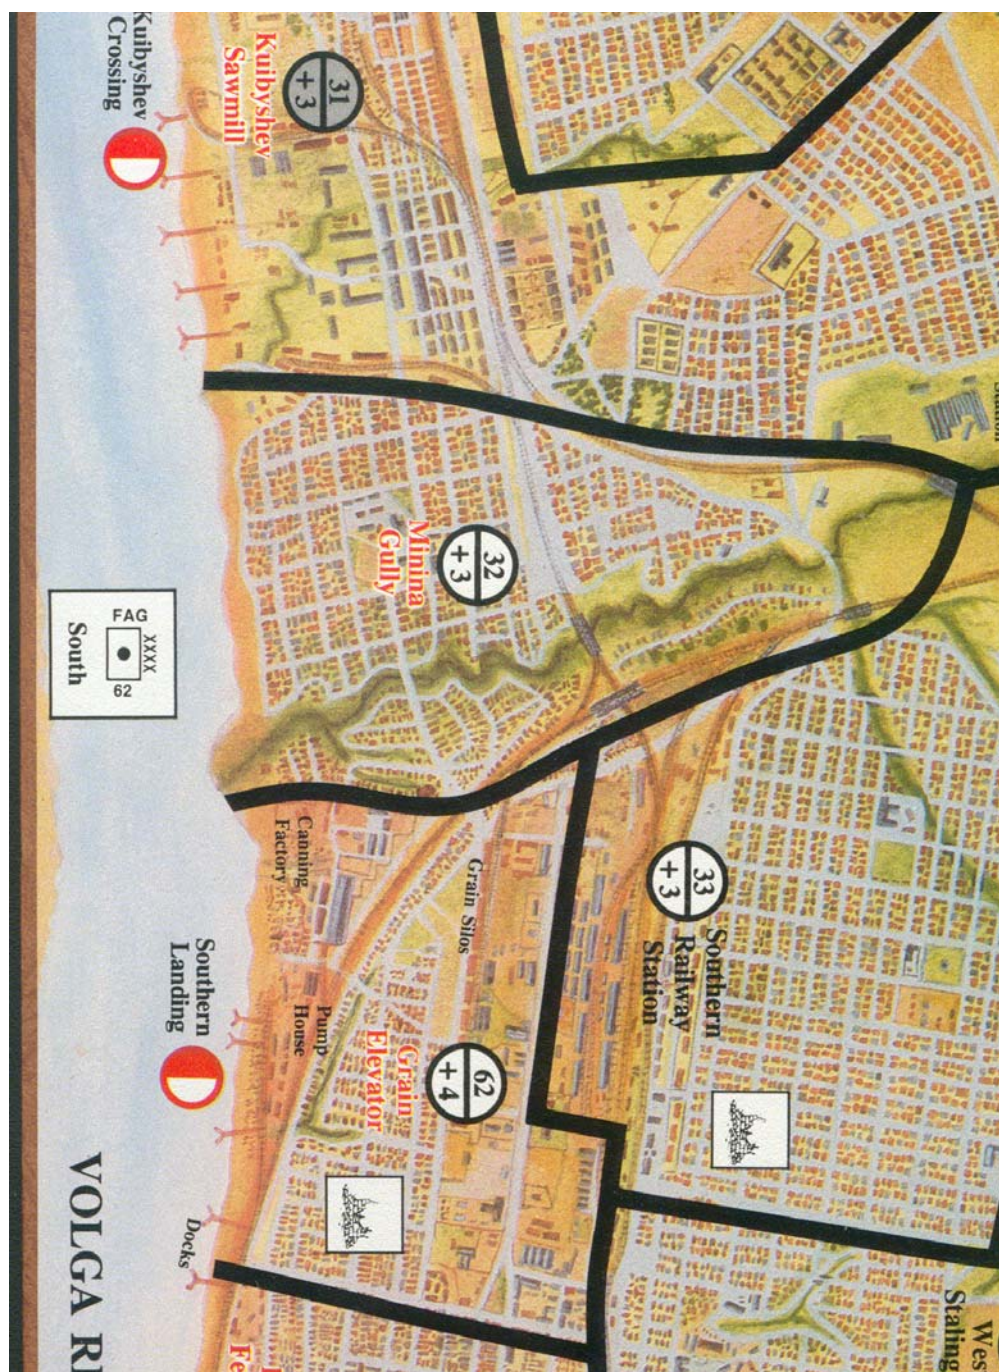 Kuibyshev
Crossing
31
+3
Kuibyshev
Sawmill
32
+3
Minina
Gully
FAG
XXXX
62
South
Canning
Factory
Grain Silos
33
+3
Southern
Railway
Station
Southern
Landing
Pump
House
Grain
Elevator
62
+4
Docks
VOLGA
Wes
Staling
Fe